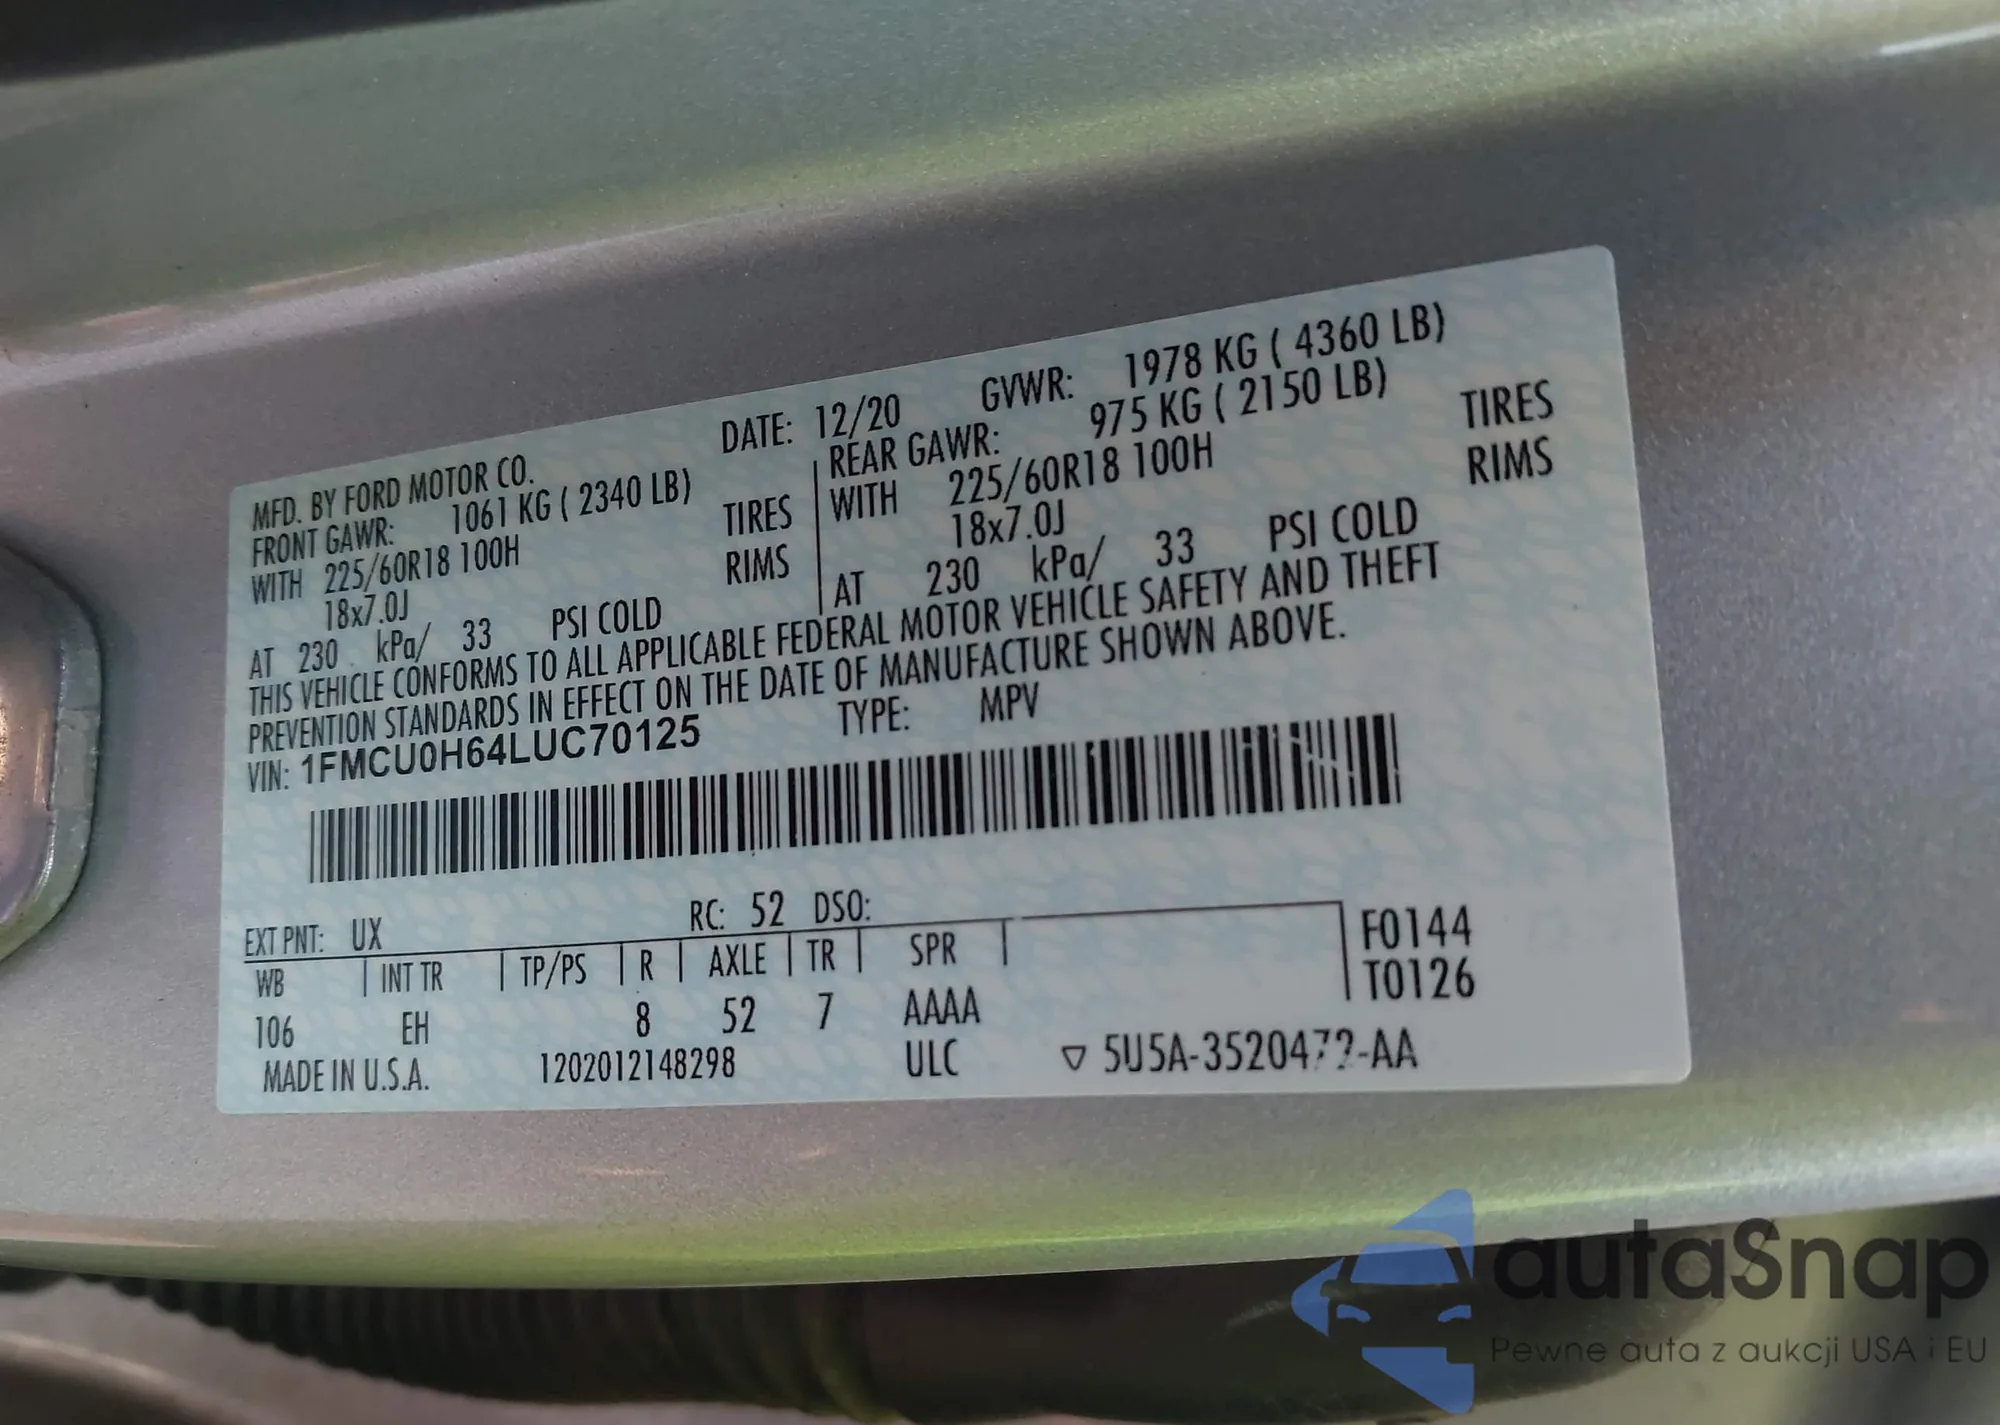 MFD. BY FORD MOTOR CO. DATE: 12/20 GVWR: 1978 KG ( 4360 LB)
FRONT GAWR: 1061 KG ( 2340 LB) REAR GAWR: 975 KG ( 2150 LB)
WITH 225/60R18 100H TIRES WITH 225/60R18 100H TIRES
18x7.0J RIMS 18x7.0J RIMS
AT 230 kPa/ 33 PSI COLD AT 230 kPa/ 33 PSI COLD
THIS VEHICLE CONFORMS TO ALL APPLICABLE FEDERAL MOTOR VEHICLE SAFETY AND THEFT
PREVENTION STANDARDS IN EFFECT ON THE DATE OF MANUFACTURE SHOWN ABOVE.
VIN: 1FMCU0H64LUC70125 TYPE: MPV
EXT PNT: UX RC: 52 DSO:
WB INT TR TP/PS R AXLE TR SPR F0144
106 EH 8 52 7 AAAA T0126
MADE IN U.S.A. 1202012148298 ULC ▽ 5U5A-3520472-AA
autaSnap
Pewne auta z aukcji USA i EU